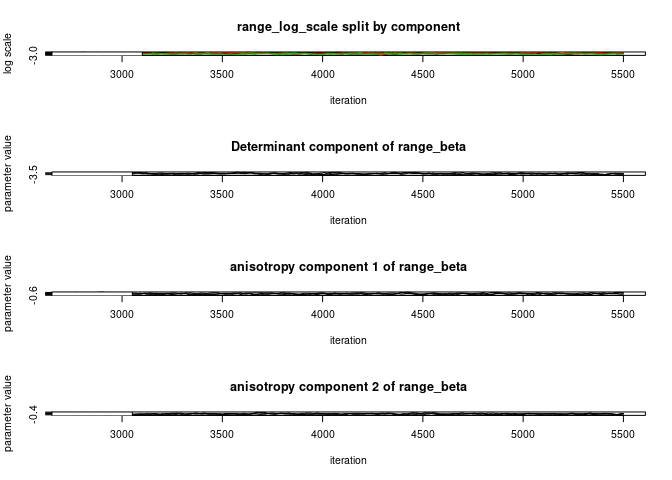 range_log_scale split by component
log scale
-3.0
3000 3500 4000 4500 5000 5500
iteration
Determinant component of range_beta
parameter value
-3.5
3000 3500 4000 4500 5000 5500
iteration
anisotropy component 1 of range_beta
parameter value
-0.6
3000 3500 4000 4500 5000 5500
iteration
anisotropy component 2 of range_beta
parameter value
-0.4
3000 3500 4000 4500 5000 5500
iteration